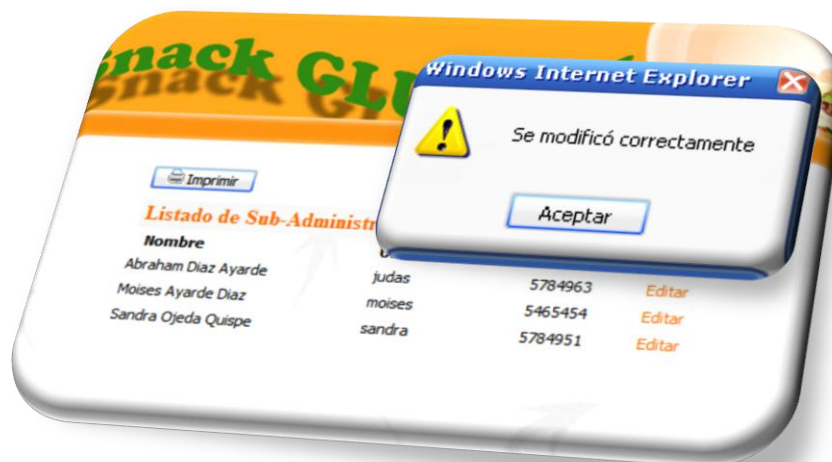 Snack GLU
Windows Internet Explorer
Se modificó correctamente
Aceptar
Imprimir
Listado de Sub-Administr
Nombre
Abraham Diaz Ayarde judas 5784963 Editar
Moises Ayarde Diaz moises 5465454 Editar
Sandra Ojeda Quispe sandra 5784951 Editar